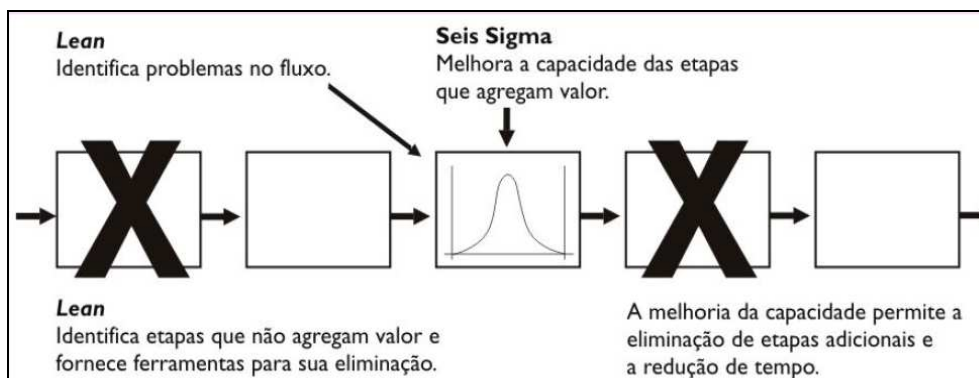 Lean
Identifica problemas no fluxo.
Seis Sigma
Melhora a capacidade das etapas
que agregam valor.
Lean
Identifica etapas que não agregam valor e
fornece ferramentas para sua eliminação.
A melhoria da capacidade permite a
eliminação de etapas adicionais e
a redução de tempo.